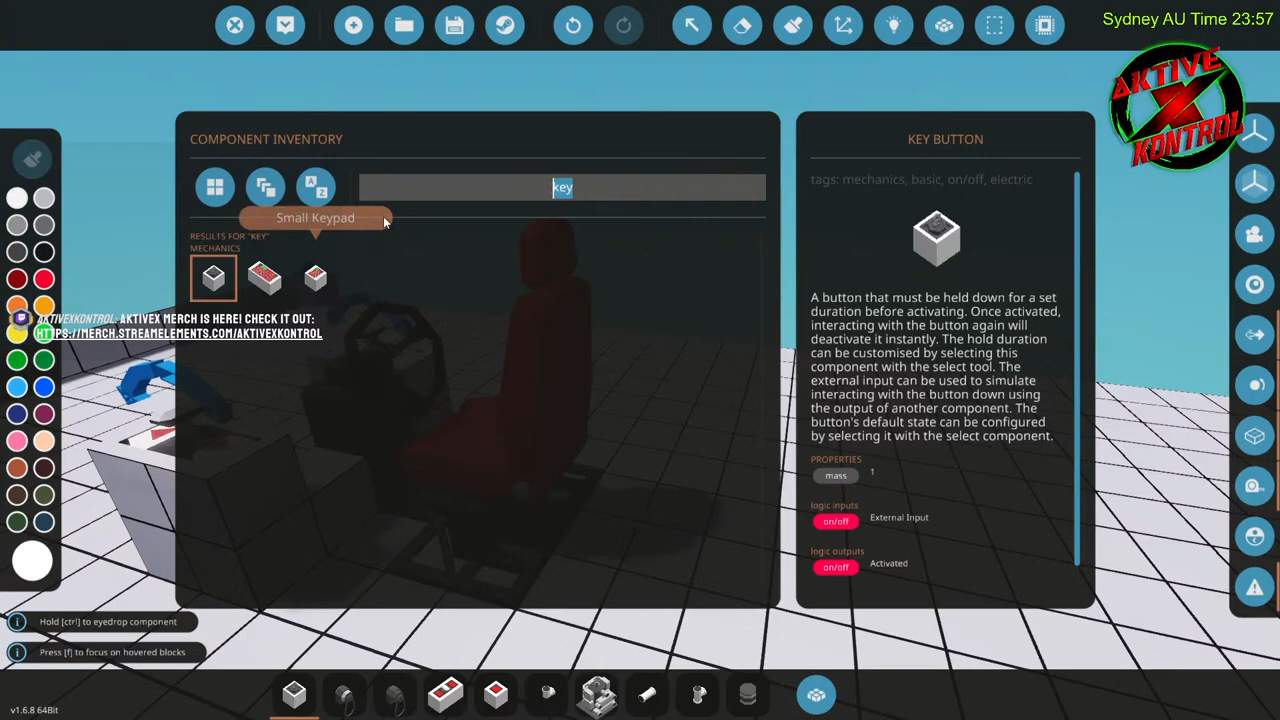 Sydney AU Time 23:57
AKTIVE
X
KONTROL
COMPONENT INVENTORY
key
Small Keypad
RESULTS FOR "KEY"
MECHANICS
AKTIVEXKONTROL: AKTIVEX MERCH IS HERE! CHECK IT OUT:
HTTPS://MERCH.STREAMELEMENTS.COM/AKTIVEXKONTROL
KEY BUTTON
tags: mechanics, basic, on/off, electric
A button that must be held down for a set
duration before activating. Once activated,
interacting with the button again will
deactivate it instantly. The hold duration
can be customised by selecting this
component with the select tool. The
external input can be used to simulate
interacting with the button down using
the output of another component. The
button's default state can be configured
by selecting it with the select component.
PROPERTIES
mass 1
logic inputs
on/off External Input
logic outputs
on/off Activated
Hold [ctrl] to eyedrop component
Press [f] to focus on hovered blocks
v1.6.8 64Bit